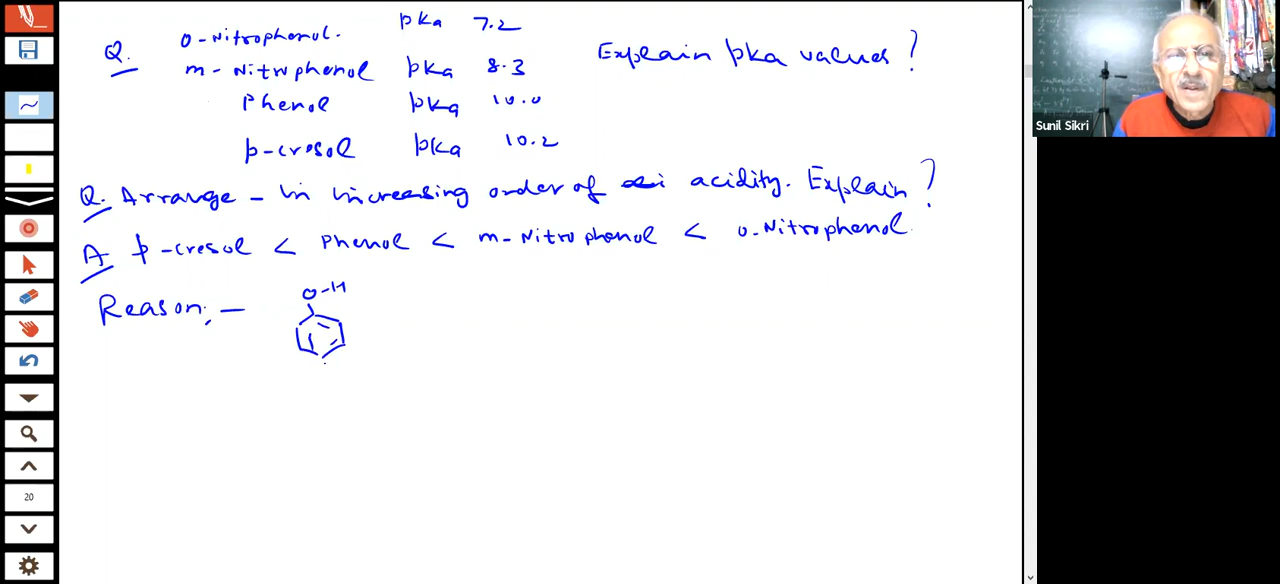 Q. o-Nitrophenol. pka 7.2 Explain pka values?
m-Nitrophenol pka 8.3
Phenol pka 10.0
p-cresol pka 10.2
Q. Arrange - in increasing order of acidity. Explain?
A p-cresol < Phenol < m-Nitrophenol < o-Nitrophenol.
Reason:-
O-H
Sunil Sikri
20